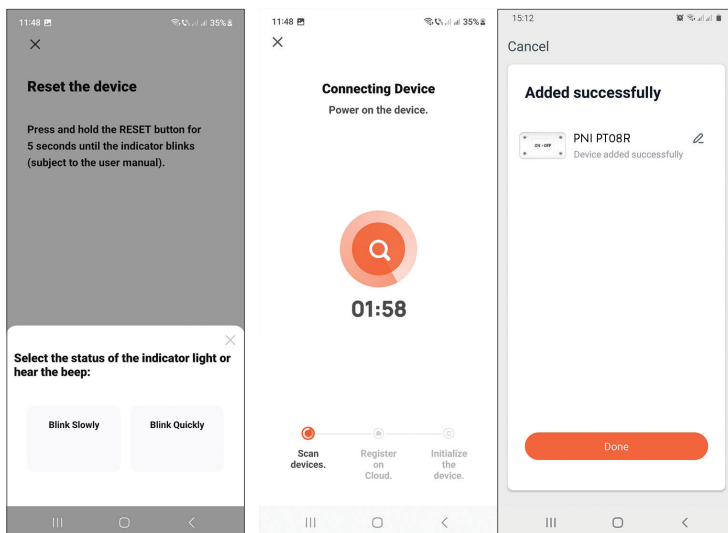 11:48
35%
Reset the device
Press and hold the RESET button for
5 seconds until the indicator blinks
(subject to the user manual).
Select the status of the indicator light or
hear the beep:
Blink Slowly
Blink Quickly
11:48
35%
Connecting Device
Power on the device.
01:58
Scan
devices.
Register
on
Cloud.
Initialize
the
device.
15:12
Cancel
Added successfully
ON - OFF
PNI PT08R
Device added successfully
Done